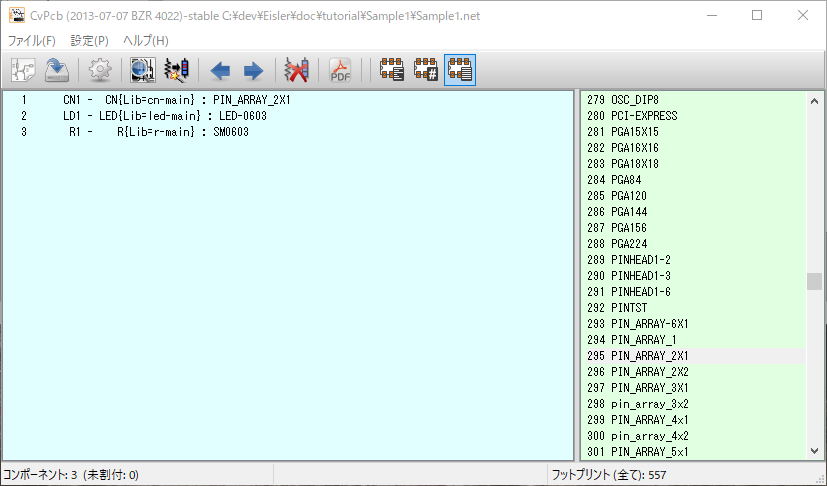 CvPcb (2013-07-07 BZR 4022)-stable C:¥dev¥Eisler¥doc¥tutorial¥Sample1¥Sample1.net
ファイル(F) 設定(P) ヘルプ(H)
PDF
1 CN1 - CN{Lib=cn-main} : PIN_ARRAY_2X1
2 LD1 - LED{Lib=led-main} : LED-0603
3 R1 - R{Lib=r-main} : SM0603
279 OSC_DIP8
280 PCI-EXPRESS
281 PGA15X15
282 PGA16X16
283 PGA18X18
284 PGA84
285 PGA120
286 PGA144
287 PGA156
288 PGA224
289 PINHEAD1-2
290 PINHEAD1-3
291 PINHEAD1-6
292 PINTST
293 PIN_ARRAY-6X1
294 PIN_ARRAY_1
295 PIN_ARRAY_2X1
296 PIN_ARRAY_2X2
297 PIN_ARRAY_3X1
298 pin_array_3x2
299 PIN_ARRAY_4x1
300 pin_array_4x2
301 PIN_ARRAY_5x1
コンポーネント: 3 (未割付: 0)
フットプリント (全て): 557